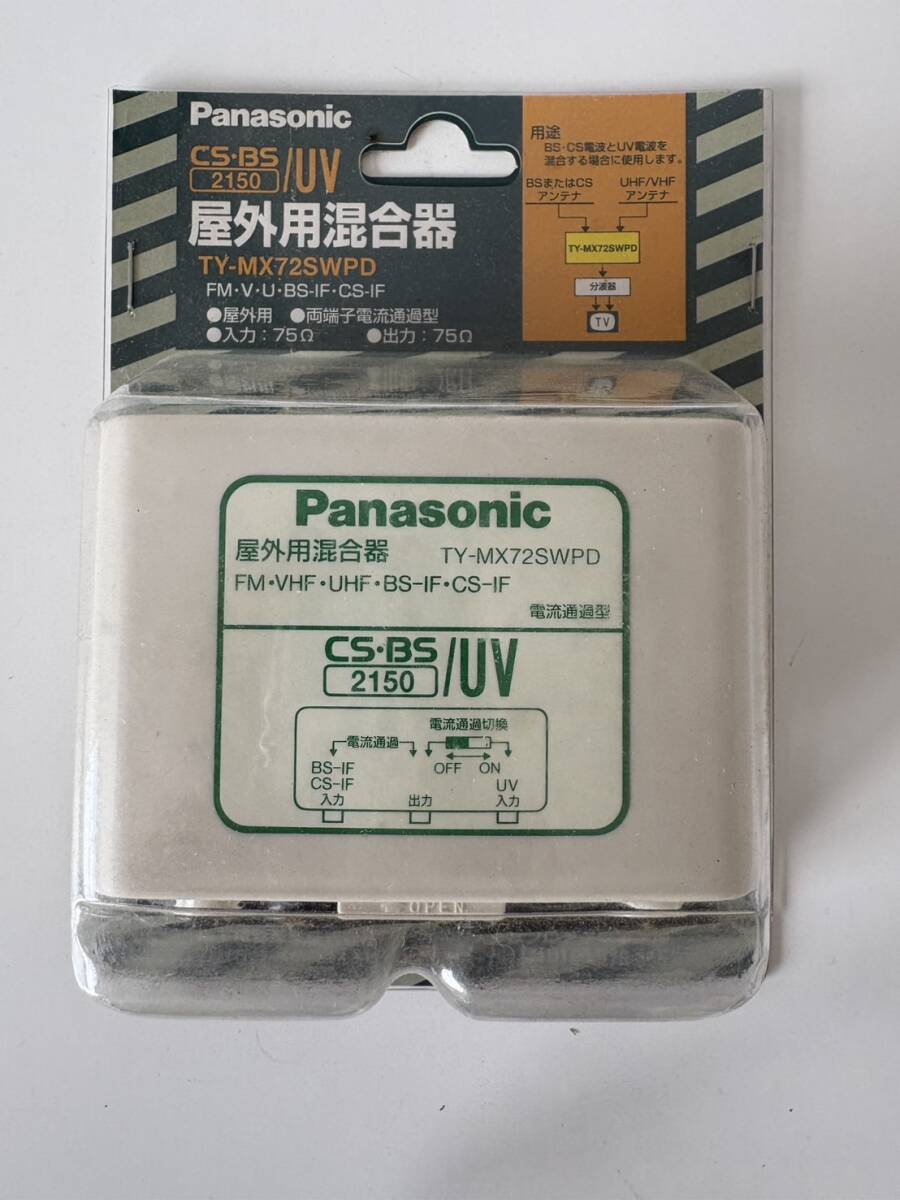 Panasonic
CS・BS
2150
/UV
屋外用混合器
TY-MX72SWPD
FM・V・U・BS-IF・CS-IF
●屋外用 ●両端子電流通過型
●入力：75Ω ●出力：75Ω
用途
BS・CS電波とUV電波を
混合する場合に使用します。
BSまたはCS
アンテナ
UHF/VHF
アンテナ
TY-MX72SWPD
分波器
TV
Panasonic
屋外用混合器 TY-MX72SWPD
FM・VHF・UHF・BS-IF・CS-IF
電流通過型
CS・BS
2150
/UV
電流通過切換
電流通過
OFF ON
BS-IF
CS-IF
入力
出力
UV
入力
OPEN